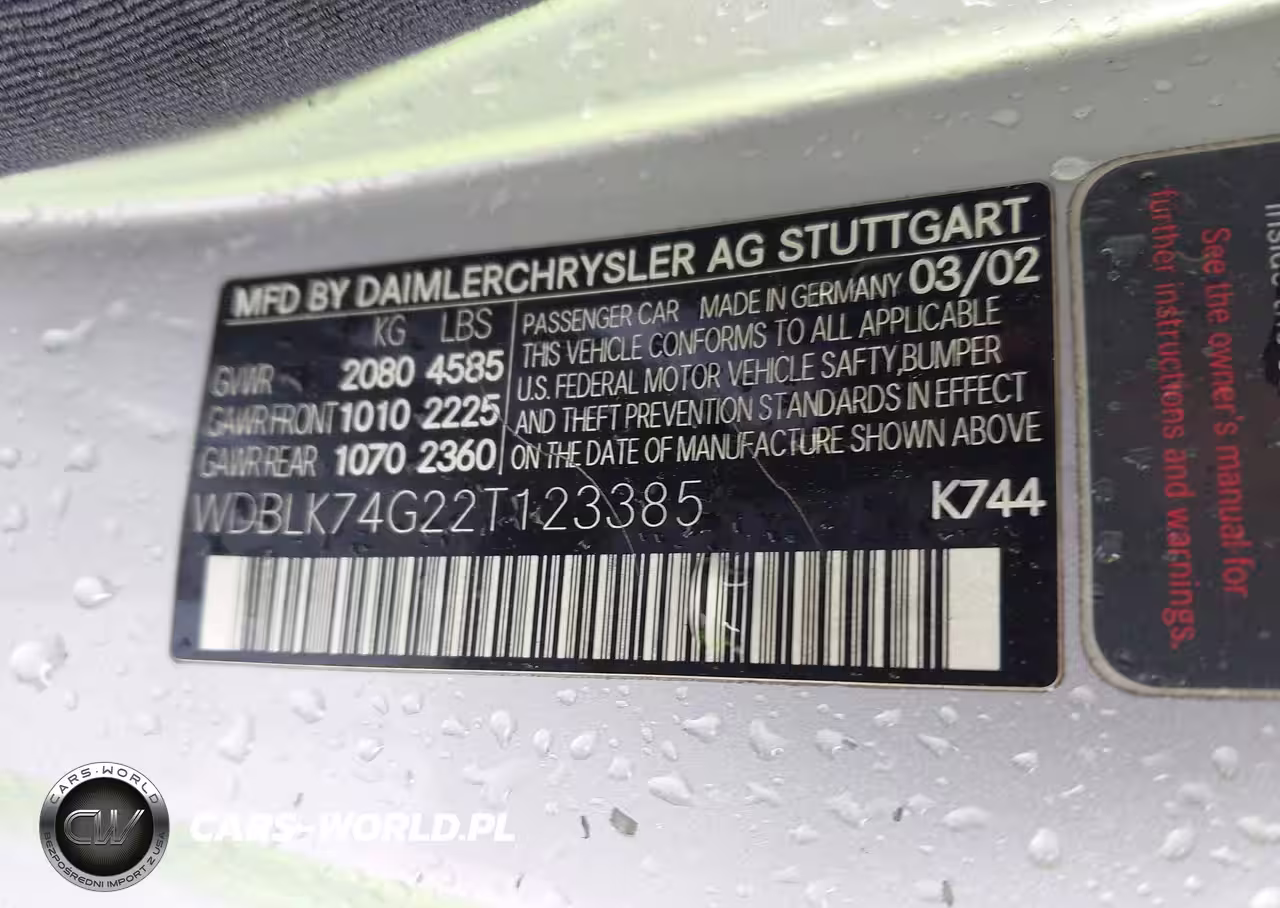 MFD BY DAIMLERCHRYSLER AG STUTTGART
KG LBS
GVWR 2080 4585
GAWR FRONT 1010 2225
GAWR REAR 1070 2360
PASSENGER CAR MADE IN GERMANY 03/02
THIS VEHICLE CONFORMS TO ALL APPLICABLE
U.S. FEDERAL MOTOR VEHICLE SAFTY,BUMPER
AND THEFT PREVENTION STANDARDS IN EFFECT
ON THE DATE OF MANUFACTURE SHOWN ABOVE
WDBLK74G22T123385
K744
See the owner's manual for
further instructions and warnings.
CARS-WORLD
CW
BEZPOŚREDNI IMPORT Z USA
CARS-WORLD.PL